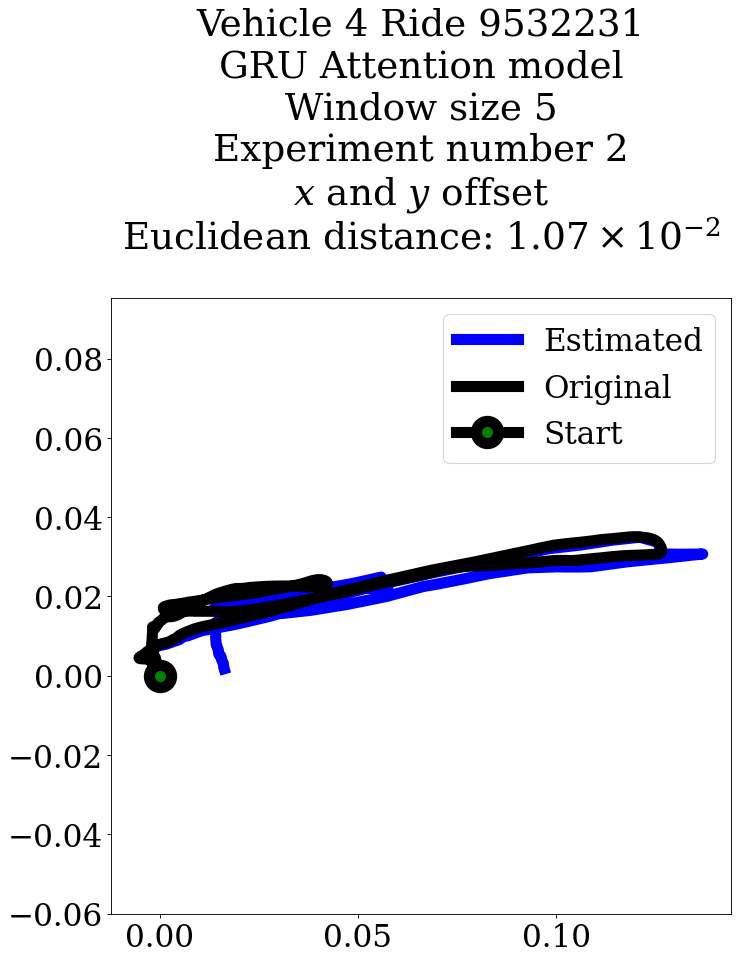 Vehicle 4 Ride 9532231
GRU Attention model
Window size 5
Experiment number 2
x and y offset
Euclidean distance: 1.07 × 10⁻²
Estimated
Original
Start
0.08
0.06
0.04
0.02
0.00
−0.02
−0.04
−0.06
0.00 0.05 0.10